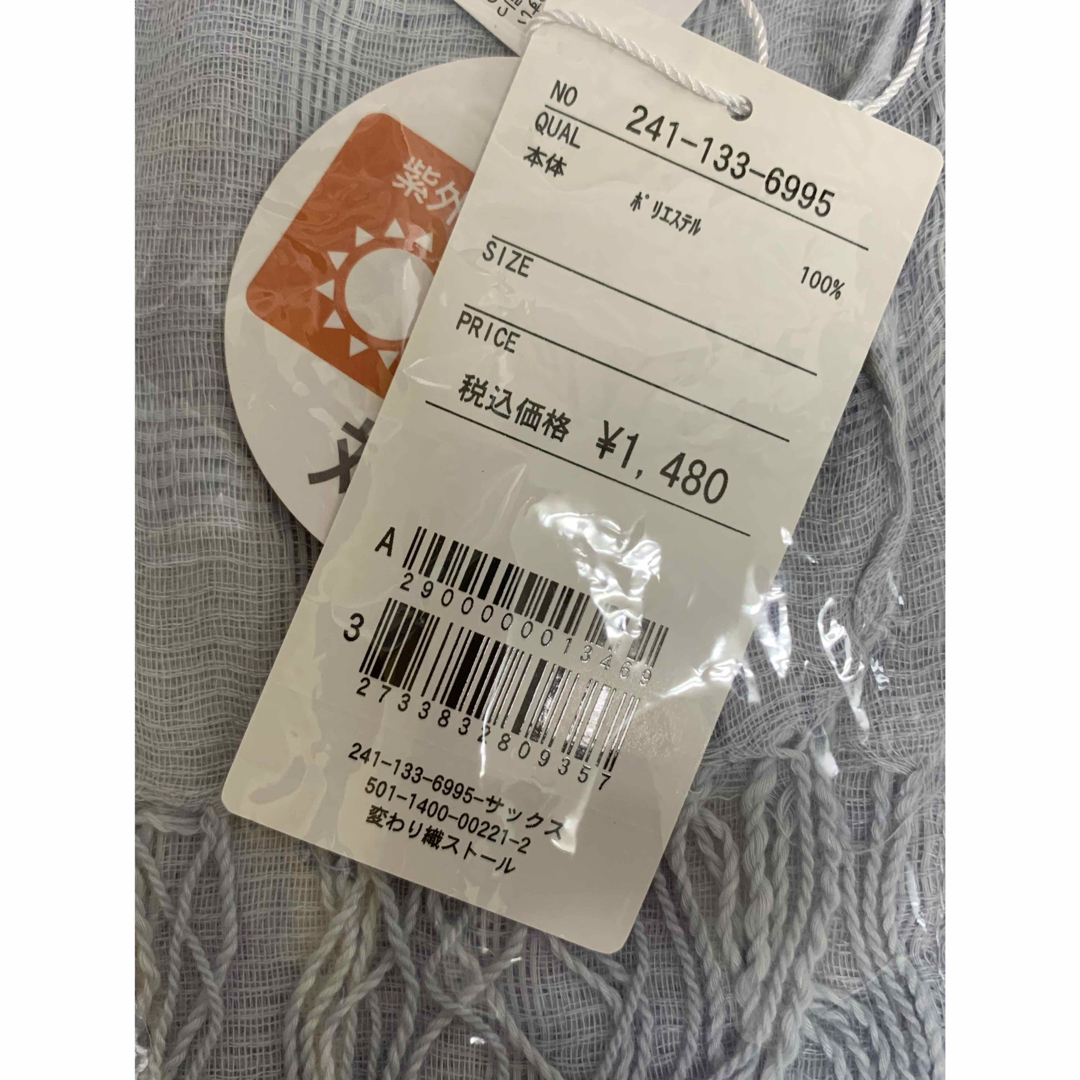 紫外
NO 241-133-6995
QUAL
本体
ﾎﾟﾘｴｽﾃﾙ 100%
SIZE
PRICE
税込価格 ¥1,480
A
2900000013469
3
2733832809357
241-133-6995-サックス
501-1400-00221-2
変わり織ストール